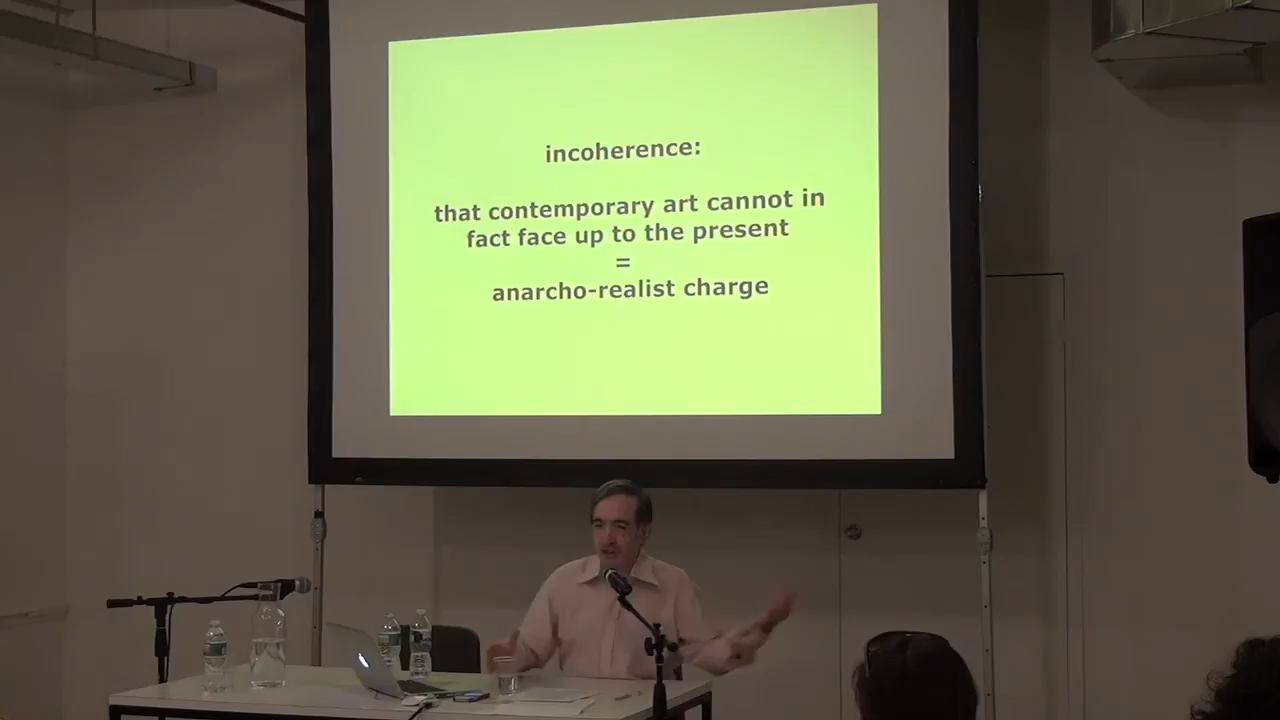 incoherence:
that contemporary art cannot in
fact face up to the present
=
anarcho-realist charge